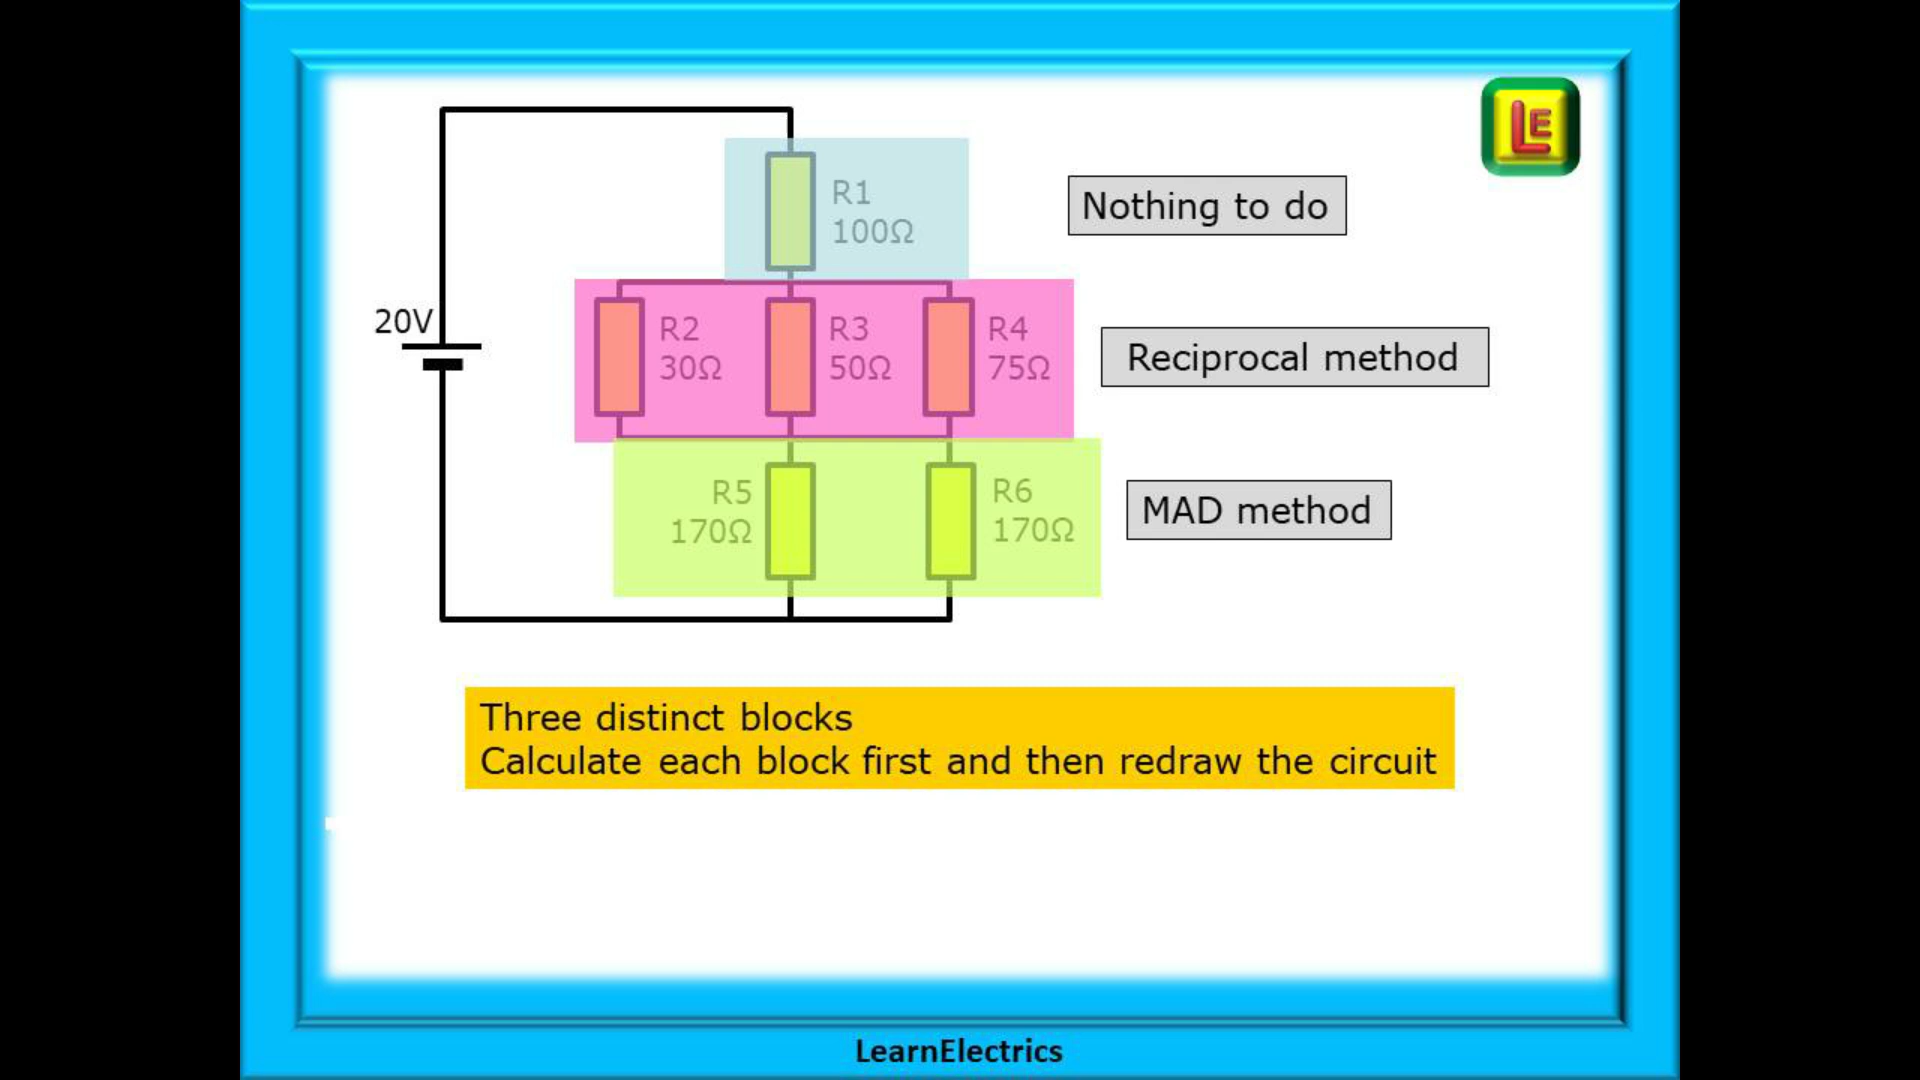 LE
R1
100Ω
Nothing to do
20V
R2
30Ω
R3
50Ω
R4
75Ω
Reciprocal method
R5
170Ω
R6
170Ω
MAD method
Three distinct blocks
Calculate each block first and then redraw the circuit
LearnElectrics